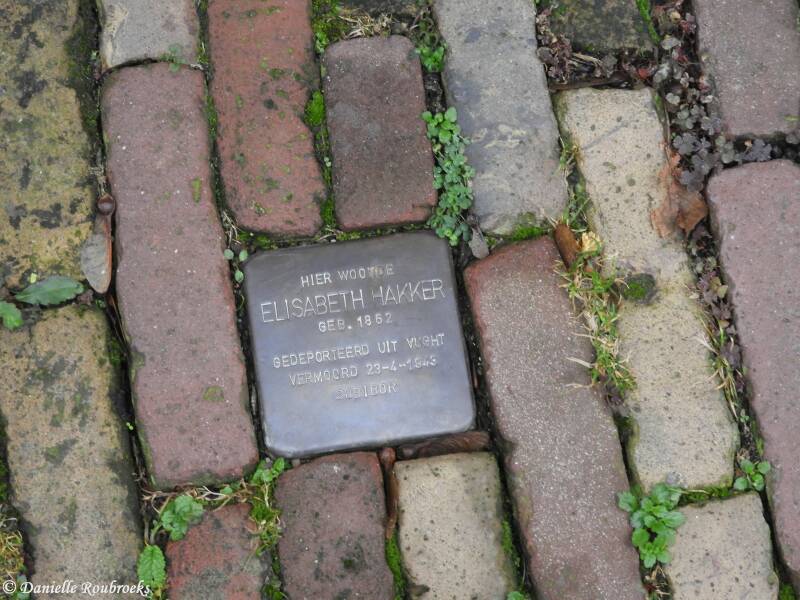 HIER WOONDE
ELISABETH HAKKER
GEB. 1862
GEDEPORTEERD UIT VUGHT
VERMOORD 23-4-1943
SOBIBOR
© Danielle Roubroeks